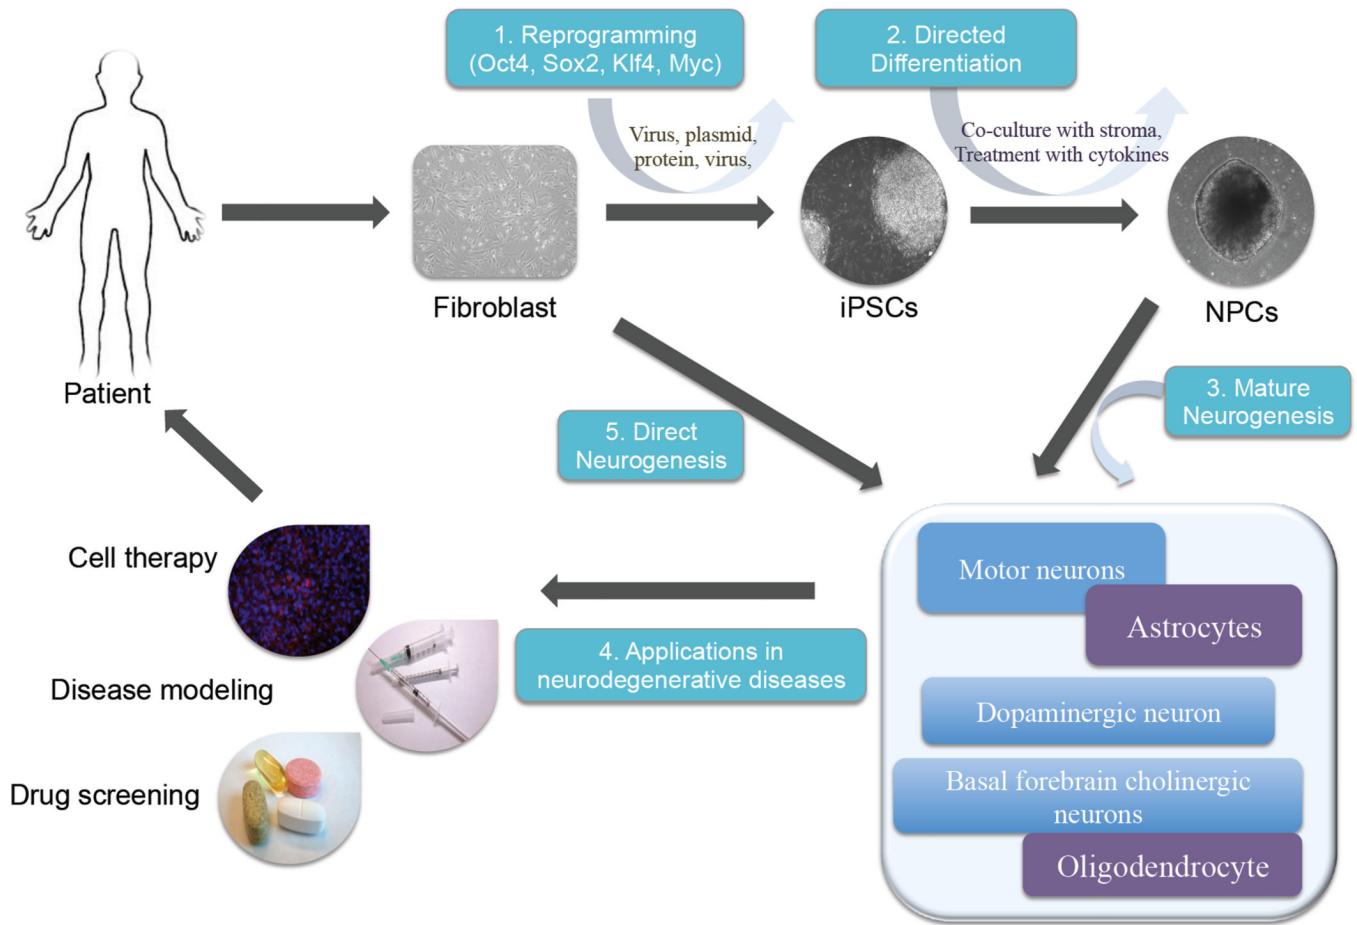 1. Reprogramming
(Oct4, Sox2, Klf4, Myc)
2. Directed
Differentiation
Virus, plasmid,
protein, virus,
Co-culture with stroma,
Treatment with cytokines
Fibroblast
iPSCs
NPCs
Patient
3. Mature
Neurogenesis
5. Direct
Neurogenesis
Cell therapy
Motor neurons
Astrocytes
4. Applications in
neurodegenerative diseases
Disease modeling
Dopaminergic neuron
Drug screening
Basal forebrain cholinergic
neurons
Oligodendrocyte